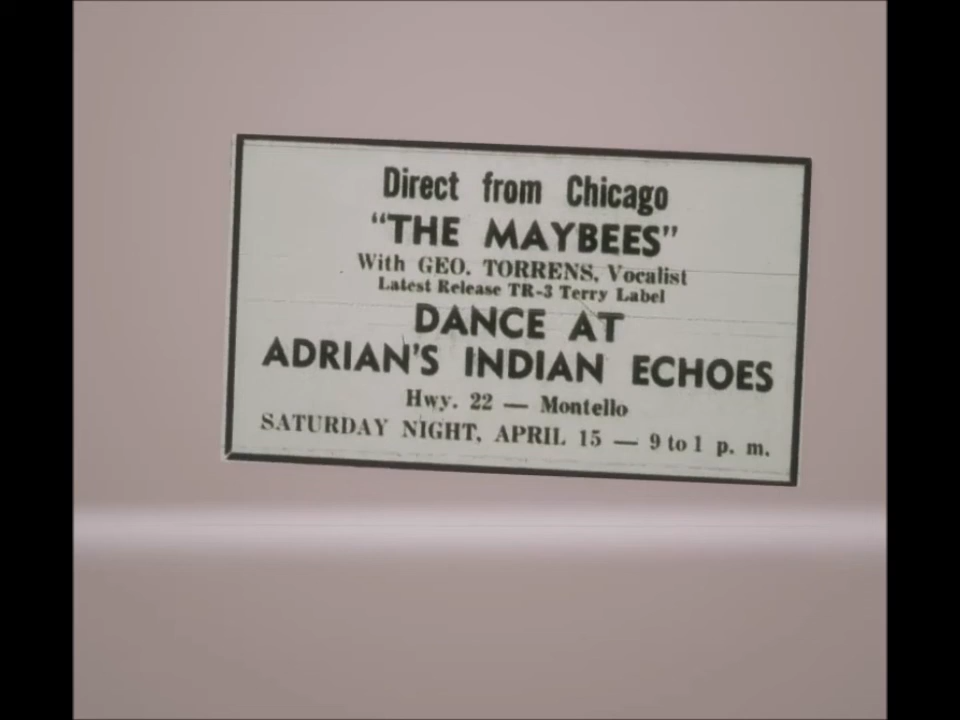 Direct from Chicago
"THE MAYBEES"
With GEO. TORRENS, Vocalist
Latest Release TR-3 Terry Label
DANCE AT
ADRIAN'S INDIAN ECHOES
Hwy. 22 — Montello
SATURDAY NIGHT, APRIL 15 — 9 to 1 p. m.